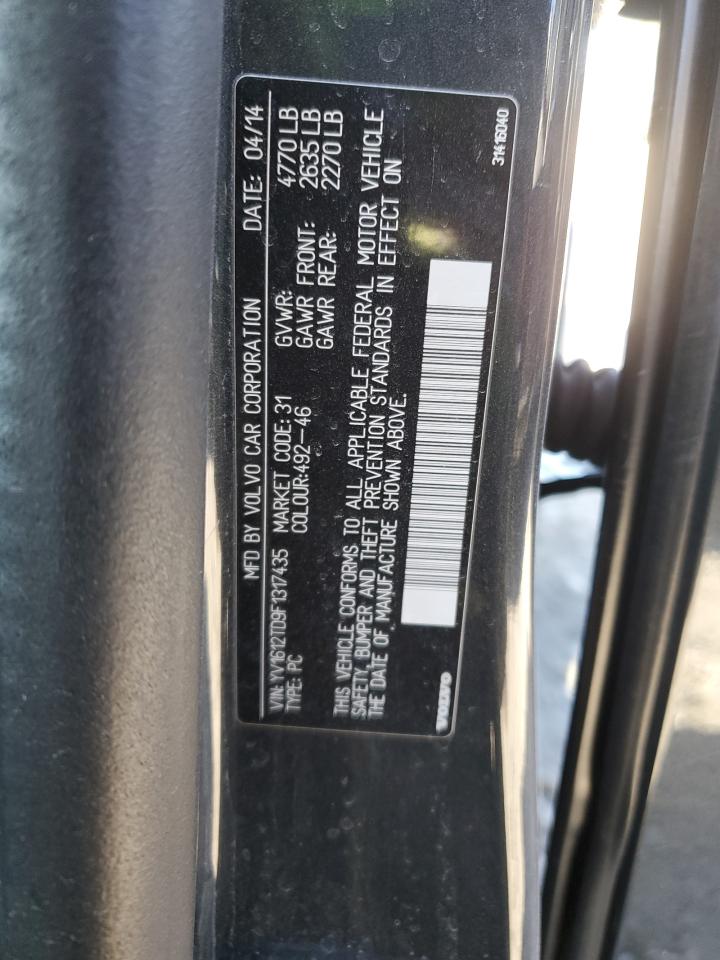 MFD BY VOLVO CAR CORPORATION DATE: 04/14
VIN: YV1612TD9F1317435 MARKET CODE: 31 GVWR: 4770 LB
TYPE: PC COLOUR:492-46 GAWR FRONT: 2635 LB
GAWR REAR: 2270 LB
THIS VEHICLE CONFORMS TO ALL APPLICABLE FEDERAL MOTOR VEHICLE
SAFETY, BUMPER AND THEFT PREVENTION STANDARDS IN EFFECT ON
THE DATE OF MANUFACTURE SHOWN ABOVE.
VOLVO 31416040